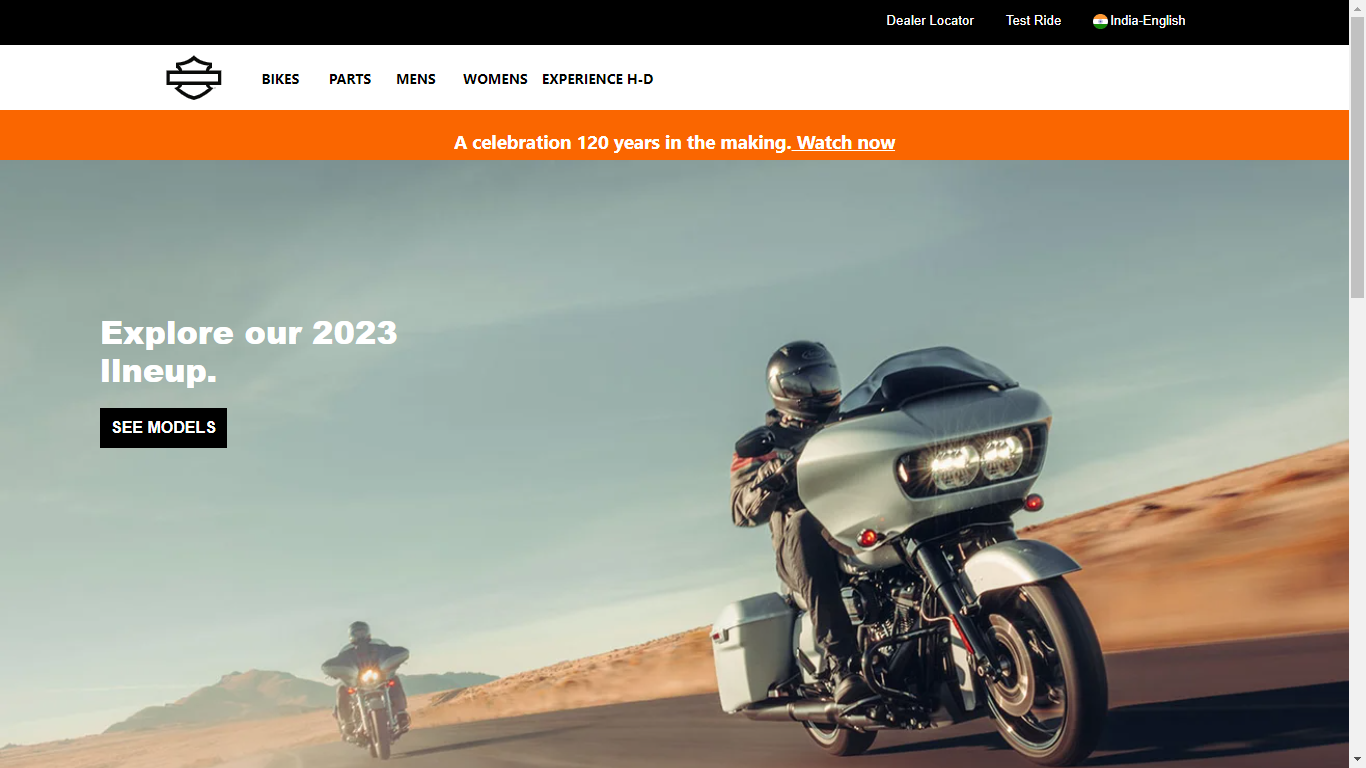 Dealer Locator Test Ride India-English
BIKES PARTS MENS WOMENS EXPERIENCE H-D
A celebration 120 years in the making. Watch now
Explore our 2023
lIneup.
SEE MODELS